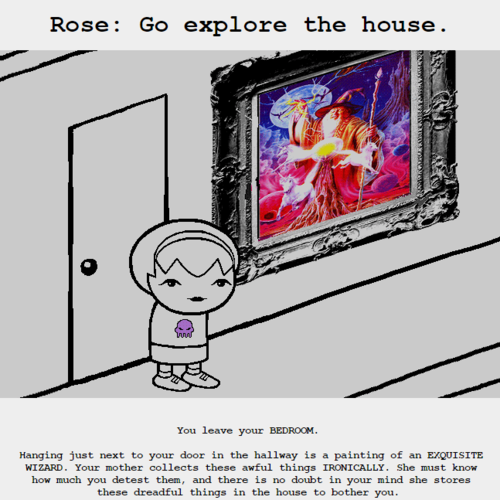 Rose: Go explore the house.
You leave your BEDROOM.
Hanging just next to your door in the hallway is a painting of an EXQUISITE
WIZARD. Your mother collects these awful things IRONICALLY. She must know
how much you detest them, and there is no doubt in your mind she stores
these dreadful things in the house to bother you.